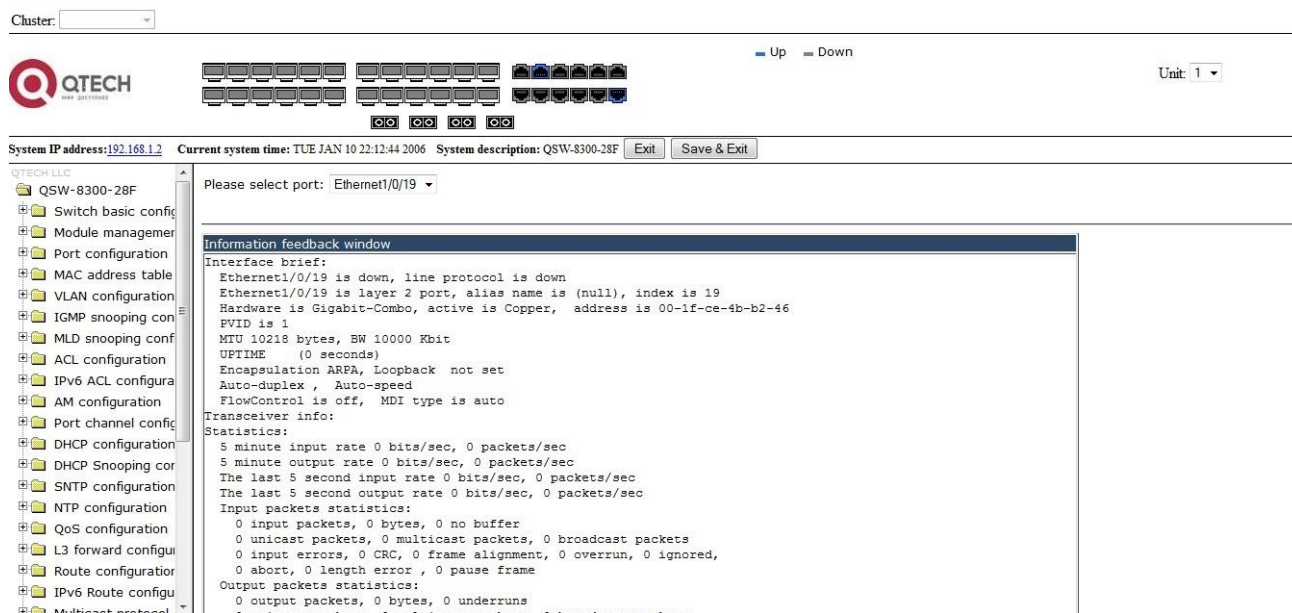 Cluster:
Up Down
QTECH
Unit: 1
System IP address:192.168.1.2 Current system time: TUE JAN 10 22:12:44 2006 System description: QSW-8300-28F Exit Save & Exit
QTECH LLC
QSW-8300-28F
Switch basic config
Module managemer
Port configuration
MAC address table
VLAN configuration
IGMP snooping con
MLD snooping conf
ACL configuration
IPv6 ACL configura
AM configuration
Port channel config
DHCP configuration
DHCP Snooping cor
SNTP configuration
NTP configuration
QoS configuration
L3 forward configur
Route configuration
IPv6 Route configu
Multicast protocol
Please select port: Ethernet1/0/19
Information feedback window
Interface brief:
Ethernet1/0/19 is down, line protocol is down
Ethernet1/0/19 is layer 2 port, alias name is (null), index is 19
Hardware is Gigabit-Combo, active is Copper, address is 00-1f-ce-4b-b2-46
PVID is 1
MTU 10218 bytes, BW 10000 Kbit
UPTIME (0 seconds)
Encapsulation ARPA, Loopback not set
Auto-duplex , Auto-speed
FlowControl is off, MDI type is auto
Transceiver info:
Statistics:
5 minute input rate 0 bits/sec, 0 packets/sec
5 minute output rate 0 bits/sec, 0 packets/sec
The last 5 second input rate 0 bits/sec, 0 packets/sec
The last 5 second output rate 0 bits/sec, 0 packets/sec
Input packets statistics:
0 input packets, 0 bytes, 0 no buffer
0 unicast packets, 0 multicast packets, 0 broadcast packets
0 input errors, 0 CRC, 0 frame alignment, 0 overrun, 0 ignored,
0 abort, 0 length error , 0 pause frame
Output packets statistics:
0 output packets, 0 bytes, 0 underruns